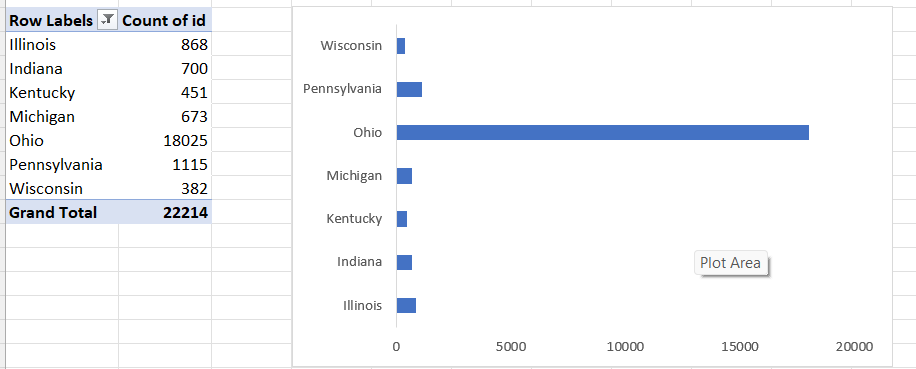 Row Labels Count of id
Illinois 868
Indiana 700
Kentucky 451
Michigan 673
Ohio 18025
Pennsylvania 1115
Wisconsin 382
Grand Total 22214
Wisconsin
Pennsylvania
Ohio
Michigan
Kentucky
Indiana
Illinois
Plot Area
0 5000 10000 15000 20000